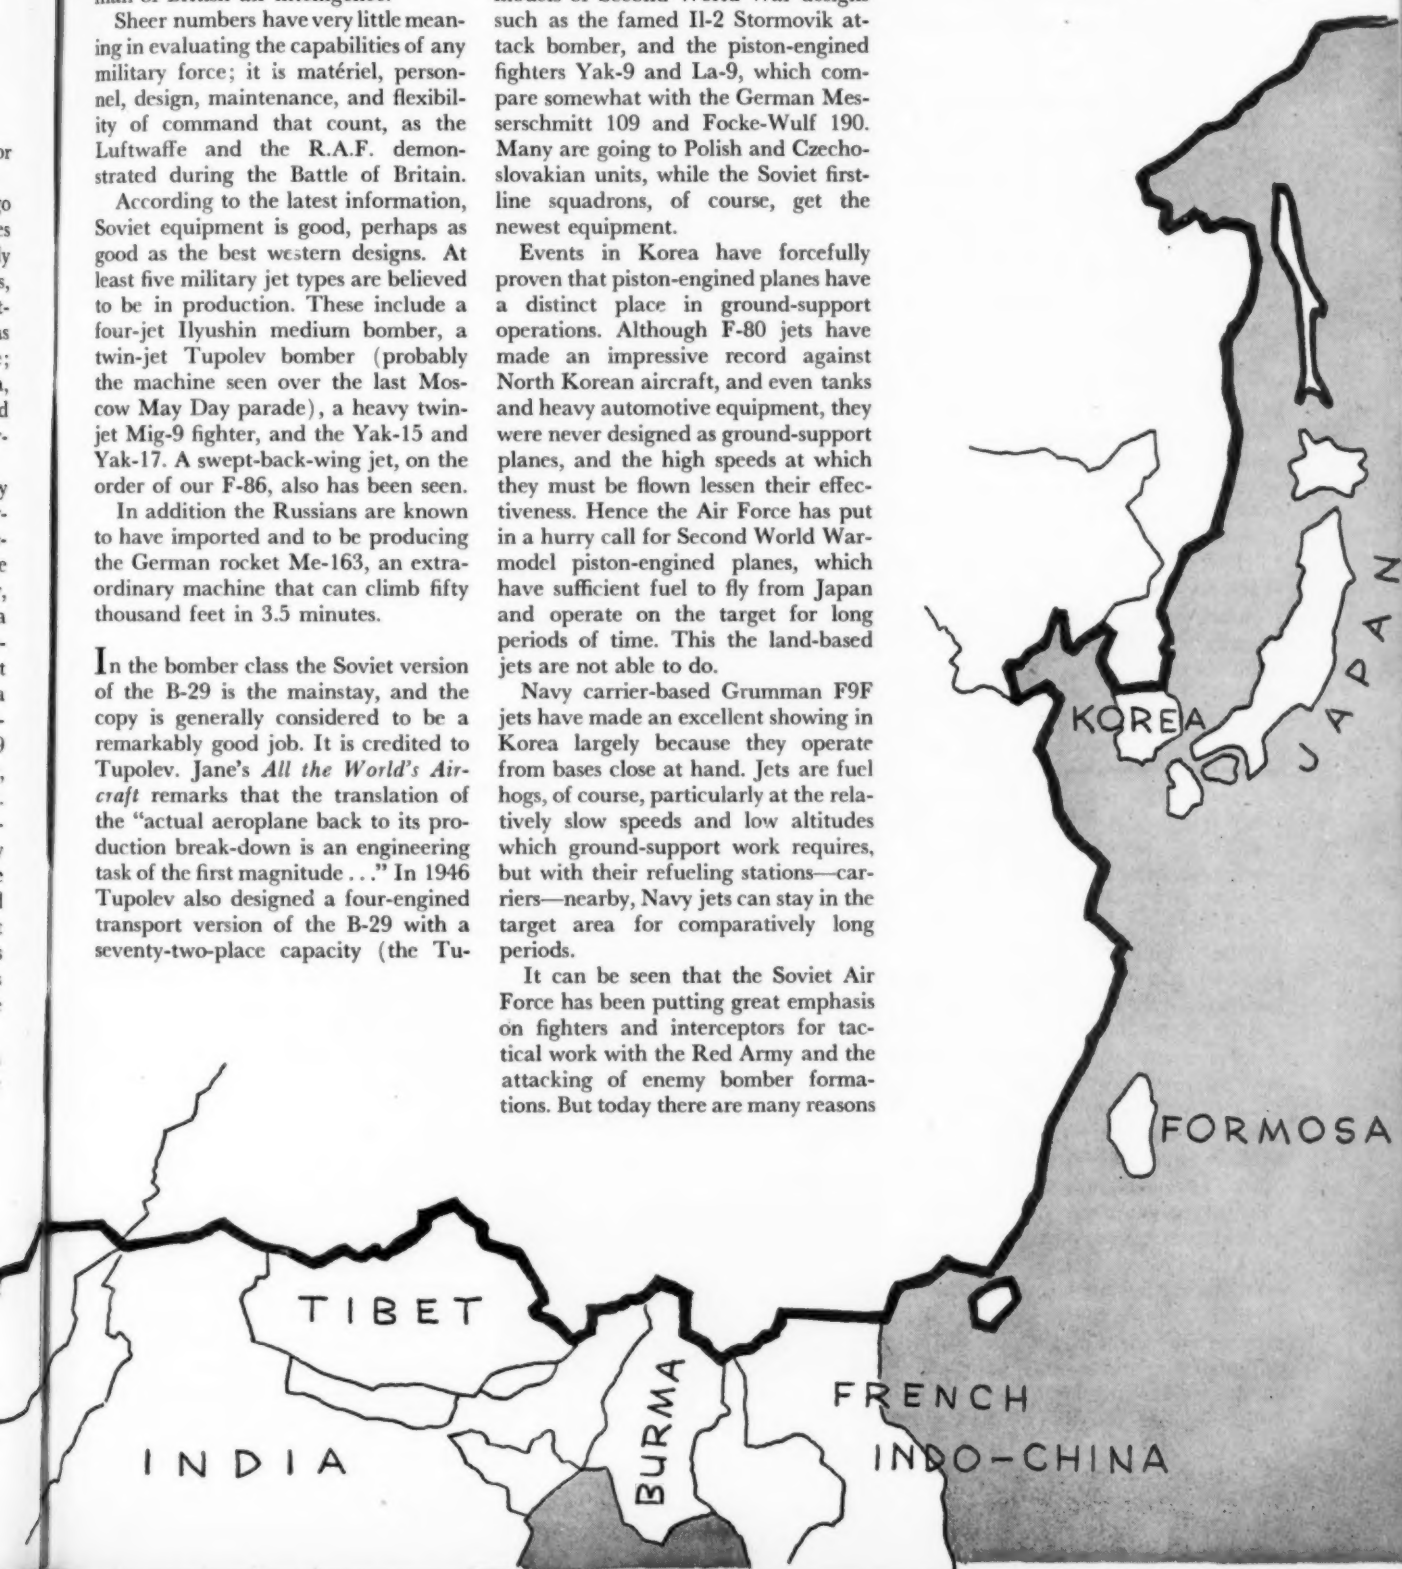 Sheer numbers have very little mean-
ing in evaluating the capabilities of any
military force; it is matériel, person-
nel, design, maintenance, and flexibil-
ity of command that count, as the
Luftwaffe and the R.A.F. demon-
strated during the Battle of Britain.
According to the latest information,
Soviet equipment is good, perhaps as
good as the best western designs. At
least five military jet types are believed
to be in production. These include a
four-jet Ilyushin medium bomber, a
twin-jet Tupolev bomber (probably
the machine seen over the last Mos-
cow May Day parade), a heavy twin-
jet Mig-9 fighter, and the Yak-15 and
Yak-17. A swept-back-wing jet, on the
order of our F-86, also has been seen.
In addition the Russians are known
to have imported and to be producing
the German rocket Me-163, an extra-
ordinary machine that can climb fifty
thousand feet in 3.5 minutes.
In the bomber class the Soviet version
of the B-29 is the mainstay, and the
copy is generally considered to be a
remarkably good job. It is credited to
Tupolev. Jane's All the World's Air-
craft remarks that the translation of
the "actual aeroplane back to its pro-
duction break-down is an engineering
task of the first magnitude . . ." In 1946
Tupolev also designed a four-engined
transport version of the B-29 with a
seventy-two-place capacity (the Tu-
such as the famed Il-2 Stormovik at-
tack bomber, and the piston-engined
fighters Yak-9 and La-9, which com-
pare somewhat with the German Mes-
serschmitt 109 and Focke-Wulf 190.
Many are going to Polish and Czecho-
slovakian units, while the Soviet first-
line squadrons, of course, get the
newest equipment.
Events in Korea have forcefully
proven that piston-engined planes have
a distinct place in ground-support
operations. Although F-80 jets have
made an impressive record against
North Korean aircraft, and even tanks
and heavy automotive equipment, they
were never designed as ground-support
planes, and the high speeds at which
they must be flown lessen their effec-
tiveness. Hence the Air Force has put
in a hurry call for Second World War-
model piston-engined planes, which
have sufficient fuel to fly from Japan
and operate on the target for long
periods of time. This the land-based
jets are not able to do.
Navy carrier-based Grumman F9F
jets have made an excellent showing in
Korea largely because they operate
from bases close at hand. Jets are fuel
hogs, of course, particularly at the rela-
tively slow speeds and low altitudes
which ground-support work requires,
but with their refueling stations—car-
riers—nearby, Navy jets can stay in the
target area for comparatively long
periods.
It can be seen that the Soviet Air
Force has been putting great emphasis
on fighters and interceptors for tac-
tical work with the Red Army and the
attacking of enemy bomber forma-
tions. But today there are many reasons
JAPAN
KOREA
FORMOSA
TIBET
BURMA
FRENCH
INDO-CHINA
INDIA